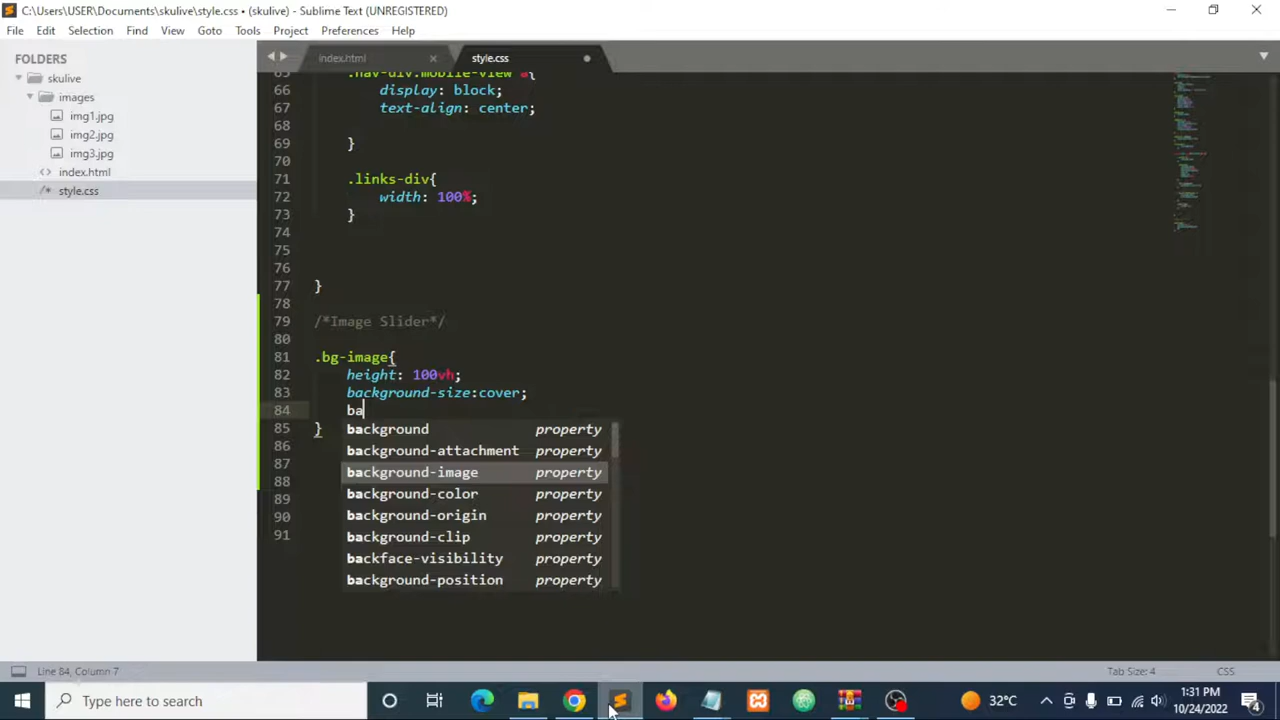 C:\Users\USER\Documents\skulive\style.css • (skulive) - Sublime Text (UNREGISTERED)
File Edit Selection Find View Goto Tools Project Preferences Help
FOLDERS
skulive
images
img1.jpg
img2.jpg
img3.jpg
index.html
style.css
index.html
style.css
65 .nav-div.mobile-view a{
66 display: block;
67 text-align: center;
68
69 }
70
71 .links-div{
72 width: 100%;
73 }
74
75
76
77 }
78
79 /*Image Slider*/
80
81 .bg-image{
82 height: 100vh;
83 background-size:cover;
84 ba
85 }
86
87
88
89
90
91
background property
background-attachment property
background-image property
background-color property
background-origin property
background-clip property
backface-visibility property
background-position property
Line 84, Column 7
Tab Size: 4
CSS
Type here to search
32°C
1:31 PM
10/24/2022
4